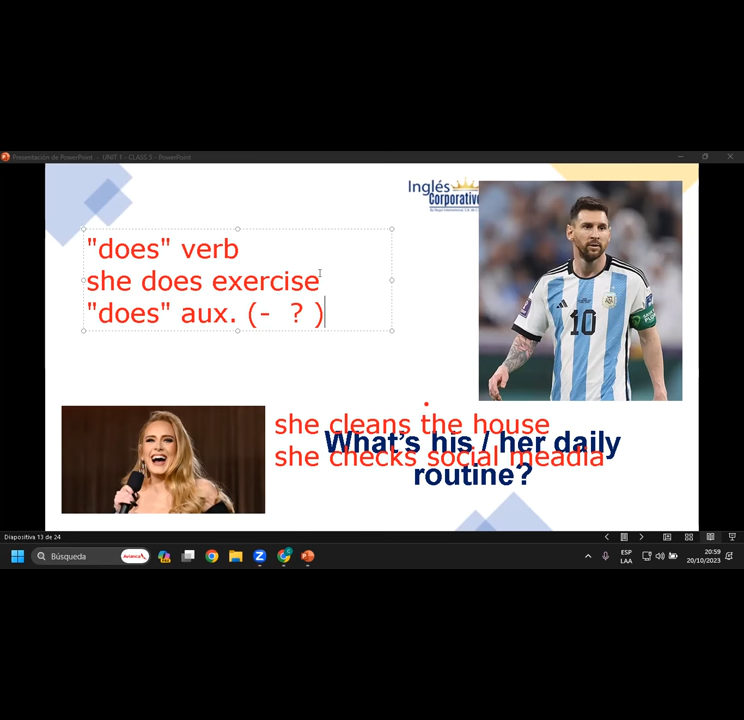 Presentación de PowerPoint - UNIT 1 - CLASS 5 - PowerPoint
Inglés
Corporativo
"does" verb
she does exercise
"does" aux. (- ? )
10
she cleans the house
What's his / her daily
she checks social meadia
routine?
Diapositiva 13 de 24
Búsqueda
Avianca
ESP
LAA
20:59
20/10/2023